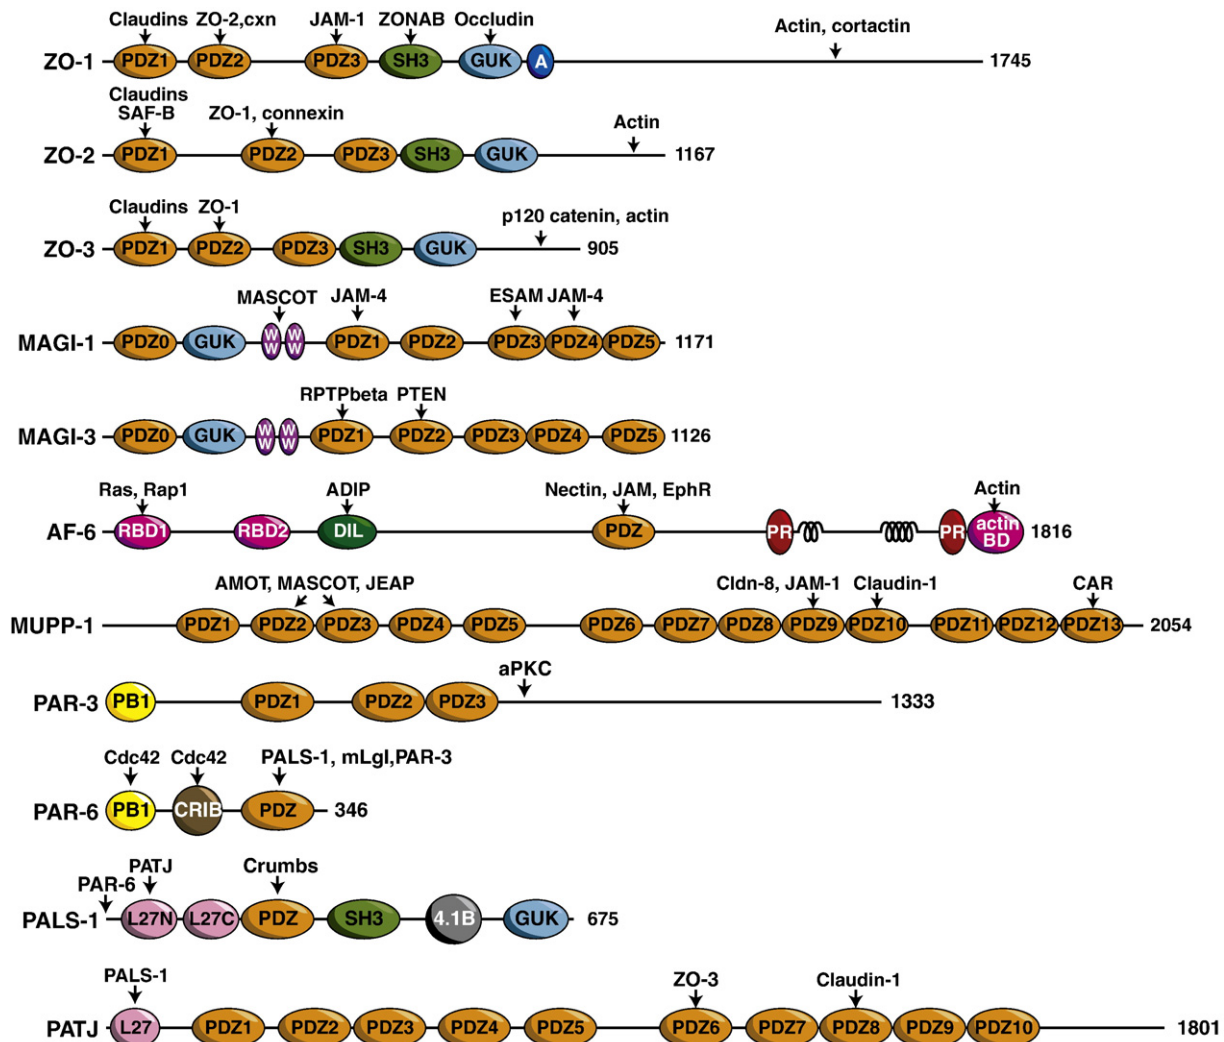 Claudins ZO-2,cxn JAM-1 ZONAB Occludin Actin, cortactin
ZO-1 PDZ1 PDZ2 PDZ3 SH3 GUK A 1745
Claudins
SAF-B ZO-1, connexin Actin
ZO-2 PDZ1 PDZ2 PDZ3 SH3 GUK 1167
Claudins ZO-1 p120 catenin, actin
ZO-3 PDZ1 PDZ2 PDZ3 SH3 GUK 905
MASCOT JAM-4 ESAM JAM-4
MAGI-1 PDZ0 GUK WW WW PDZ1 PDZ2 PDZ3 PDZ4 PDZ5 1171
RPTPbeta PTEN
MAGI-3 PDZ0 GUK WW WW PDZ1 PDZ2 PDZ3 PDZ4 PDZ5 1126
Ras, Rap1 ADIP Nectin, JAM, EphR Actin
AF-6 RBD1 RBD2 DIL PDZ PR PR actin BD 1816
AMOT, MASCOT, JEAP Cldn-8, JAM-1 Claudin-1 CAR
MUPP-1 PDZ1 PDZ2 PDZ3 PDZ4 PDZ5 PDZ6 PDZ7 PDZ8 PDZ9 PDZ10 PDZ11 PDZ12 PDZ13 2054
aPKC
PAR-3 PB1 PDZ1 PDZ2 PDZ3 1333
Cdc42 Cdc42 PALS-1, mLgl,PAR-3
PAR-6 PB1 CRIB PDZ 346
PAR-6 PATJ Crumbs
PALS-1 L27N L27C PDZ SH3 4.1B GUK 675
PALS-1 ZO-3 Claudin-1
PATJ L27 PDZ1 PDZ2 PDZ3 PDZ4 PDZ5 PDZ6 PDZ7 PDZ8 PDZ9 PDZ10 1801